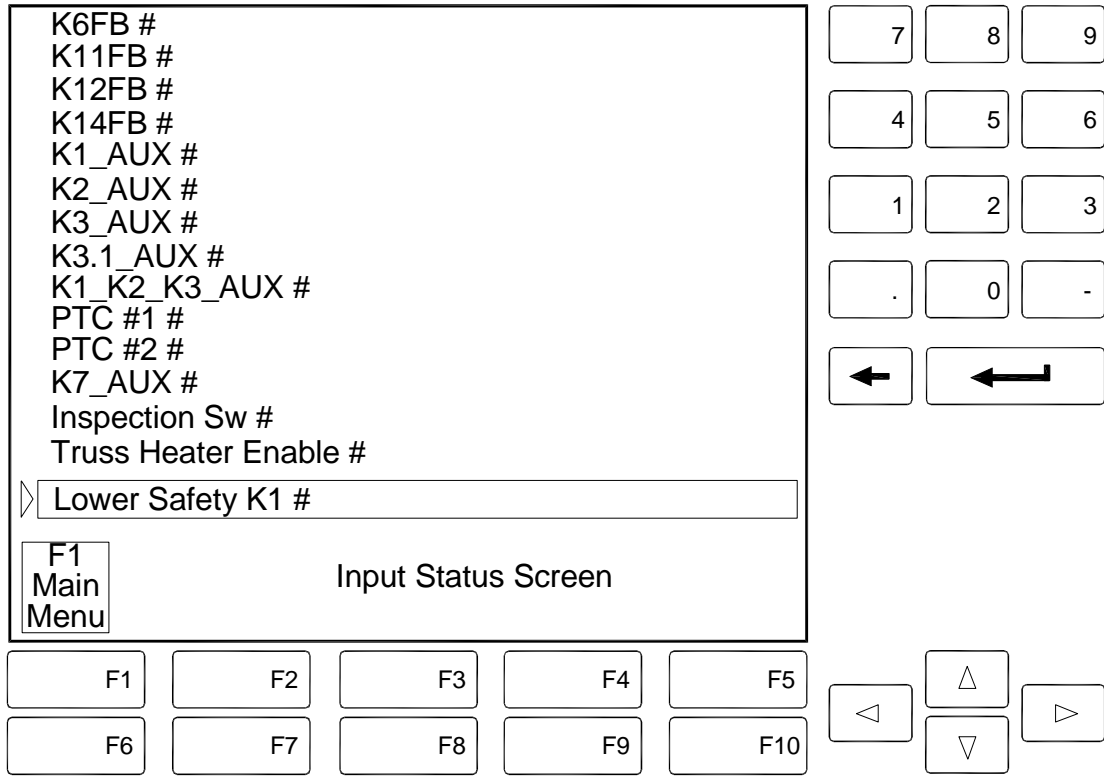 K6FB #
K11FB #
K12FB #
K14FB #
K1_AUX #
K2_AUX #
K3_AUX #
K3.1_AUX #
K1_K2_K3_AUX #
PTC #1 #
PTC #2 #
K7_AUX #
Inspection Sw #
Truss Heater Enable #
Lower Safety K1 #
F1
Main
Menu
Input Status Screen
7 8 9
4 5 6
1 2 3
. 0 -
F1 F2 F3 F4 F5
F6 F7 F8 F9 F10